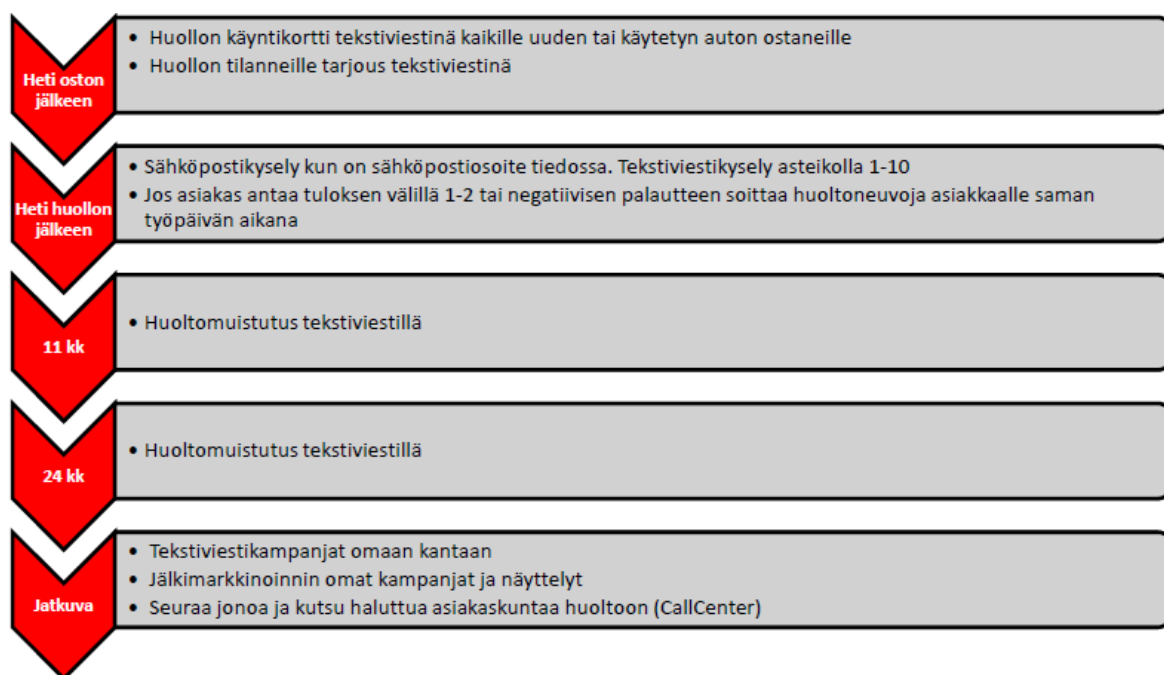 Heti oston
jälkeen
• Huollon käyntikortti tekstiviestinä kaikille uuden tai käytetyn auton ostaneille
• Huollon tilanneille tarjous tekstiviestinä
Heti huollon
jälkeen
• Sähköpostikysely kun on sähköpostiosoite tiedossa. Tekstiviestikysely asteikolla 1-10
• Jos asiakas antaa tuloksen välillä 1-2 tai negatiivisen palautteen soittaa huoltoneuvoja asiakkaalle saman
työpäivän aikana
11 kk
• Huoltomuistutus tekstiviestillä
24 kk
• Huoltomuistutus tekstiviestillä
Jatkuva
• Tekstiviestikampanjat omaan kantaan
• Jälkimarkkinoinnin omat kampanjat ja näyttelyt
• Seuraa jonoa ja kutsu haluttua asiakaskuntaa huoltoon (CallCenter)